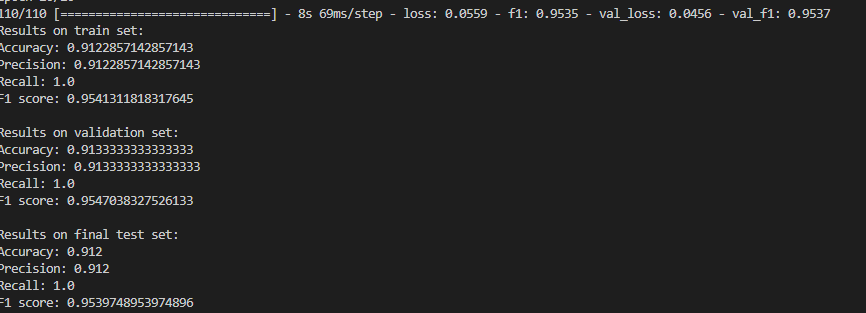 110/110 [==============================] - 8s 69ms/step - loss: 0.0559 - f1: 0.9535 - val_loss: 0.0456 - val_f1: 0.9537
Results on train set:
Accuracy: 0.9122857142857143
Precision: 0.9122857142857143
Recall: 1.0
F1 score: 0.9541311818317645
Results on validation set:
Accuracy: 0.9133333333333333
Precision: 0.9133333333333333
Recall: 1.0
F1 score: 0.9547038327526133
Results on final test set:
Accuracy: 0.912
Precision: 0.912
Recall: 1.0
F1 score: 0.9539748953974896